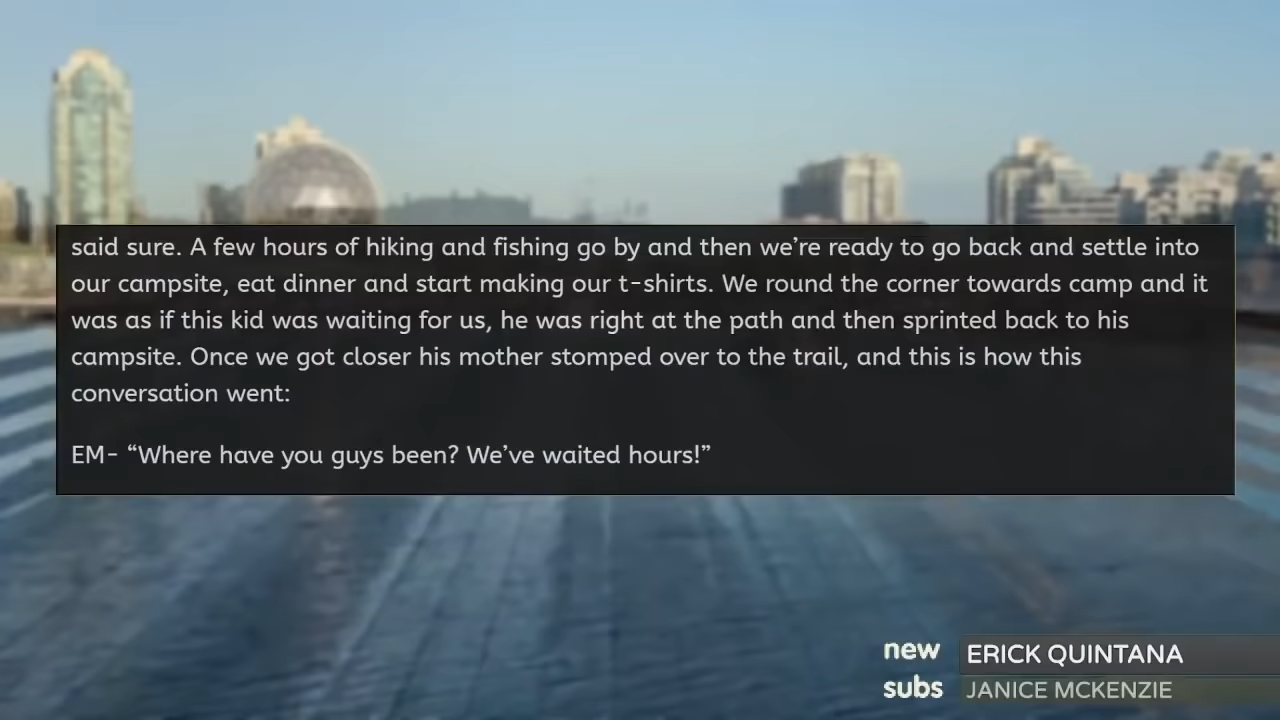 said sure. A few hours of hiking and fishing go by and then we’re ready to go back and settle into
our campsite, eat dinner and start making our t-shirts. We round the corner towards camp and it
was as if this kid was waiting for us, he was right at the path and then sprinted back to his
campsite. Once we got closer his mother stomped over to the trail, and this is how this
conversation went:
EM- “Where have you guys been? We’ve waited hours!”
new ERICK QUINTANA
subs JANICE MCKENZIE